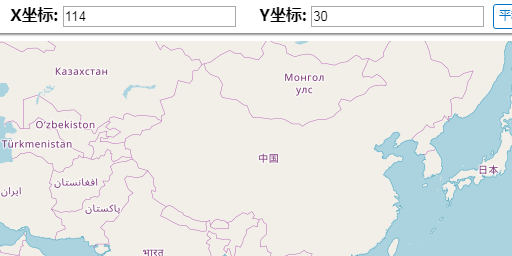 X坐标: 114 Y坐标: 30 平
Казахстан
Монгол
улс
O'zbekiston
Türkmenistan
中国
日本
افغانستان
ایران
پاکستان
भारत